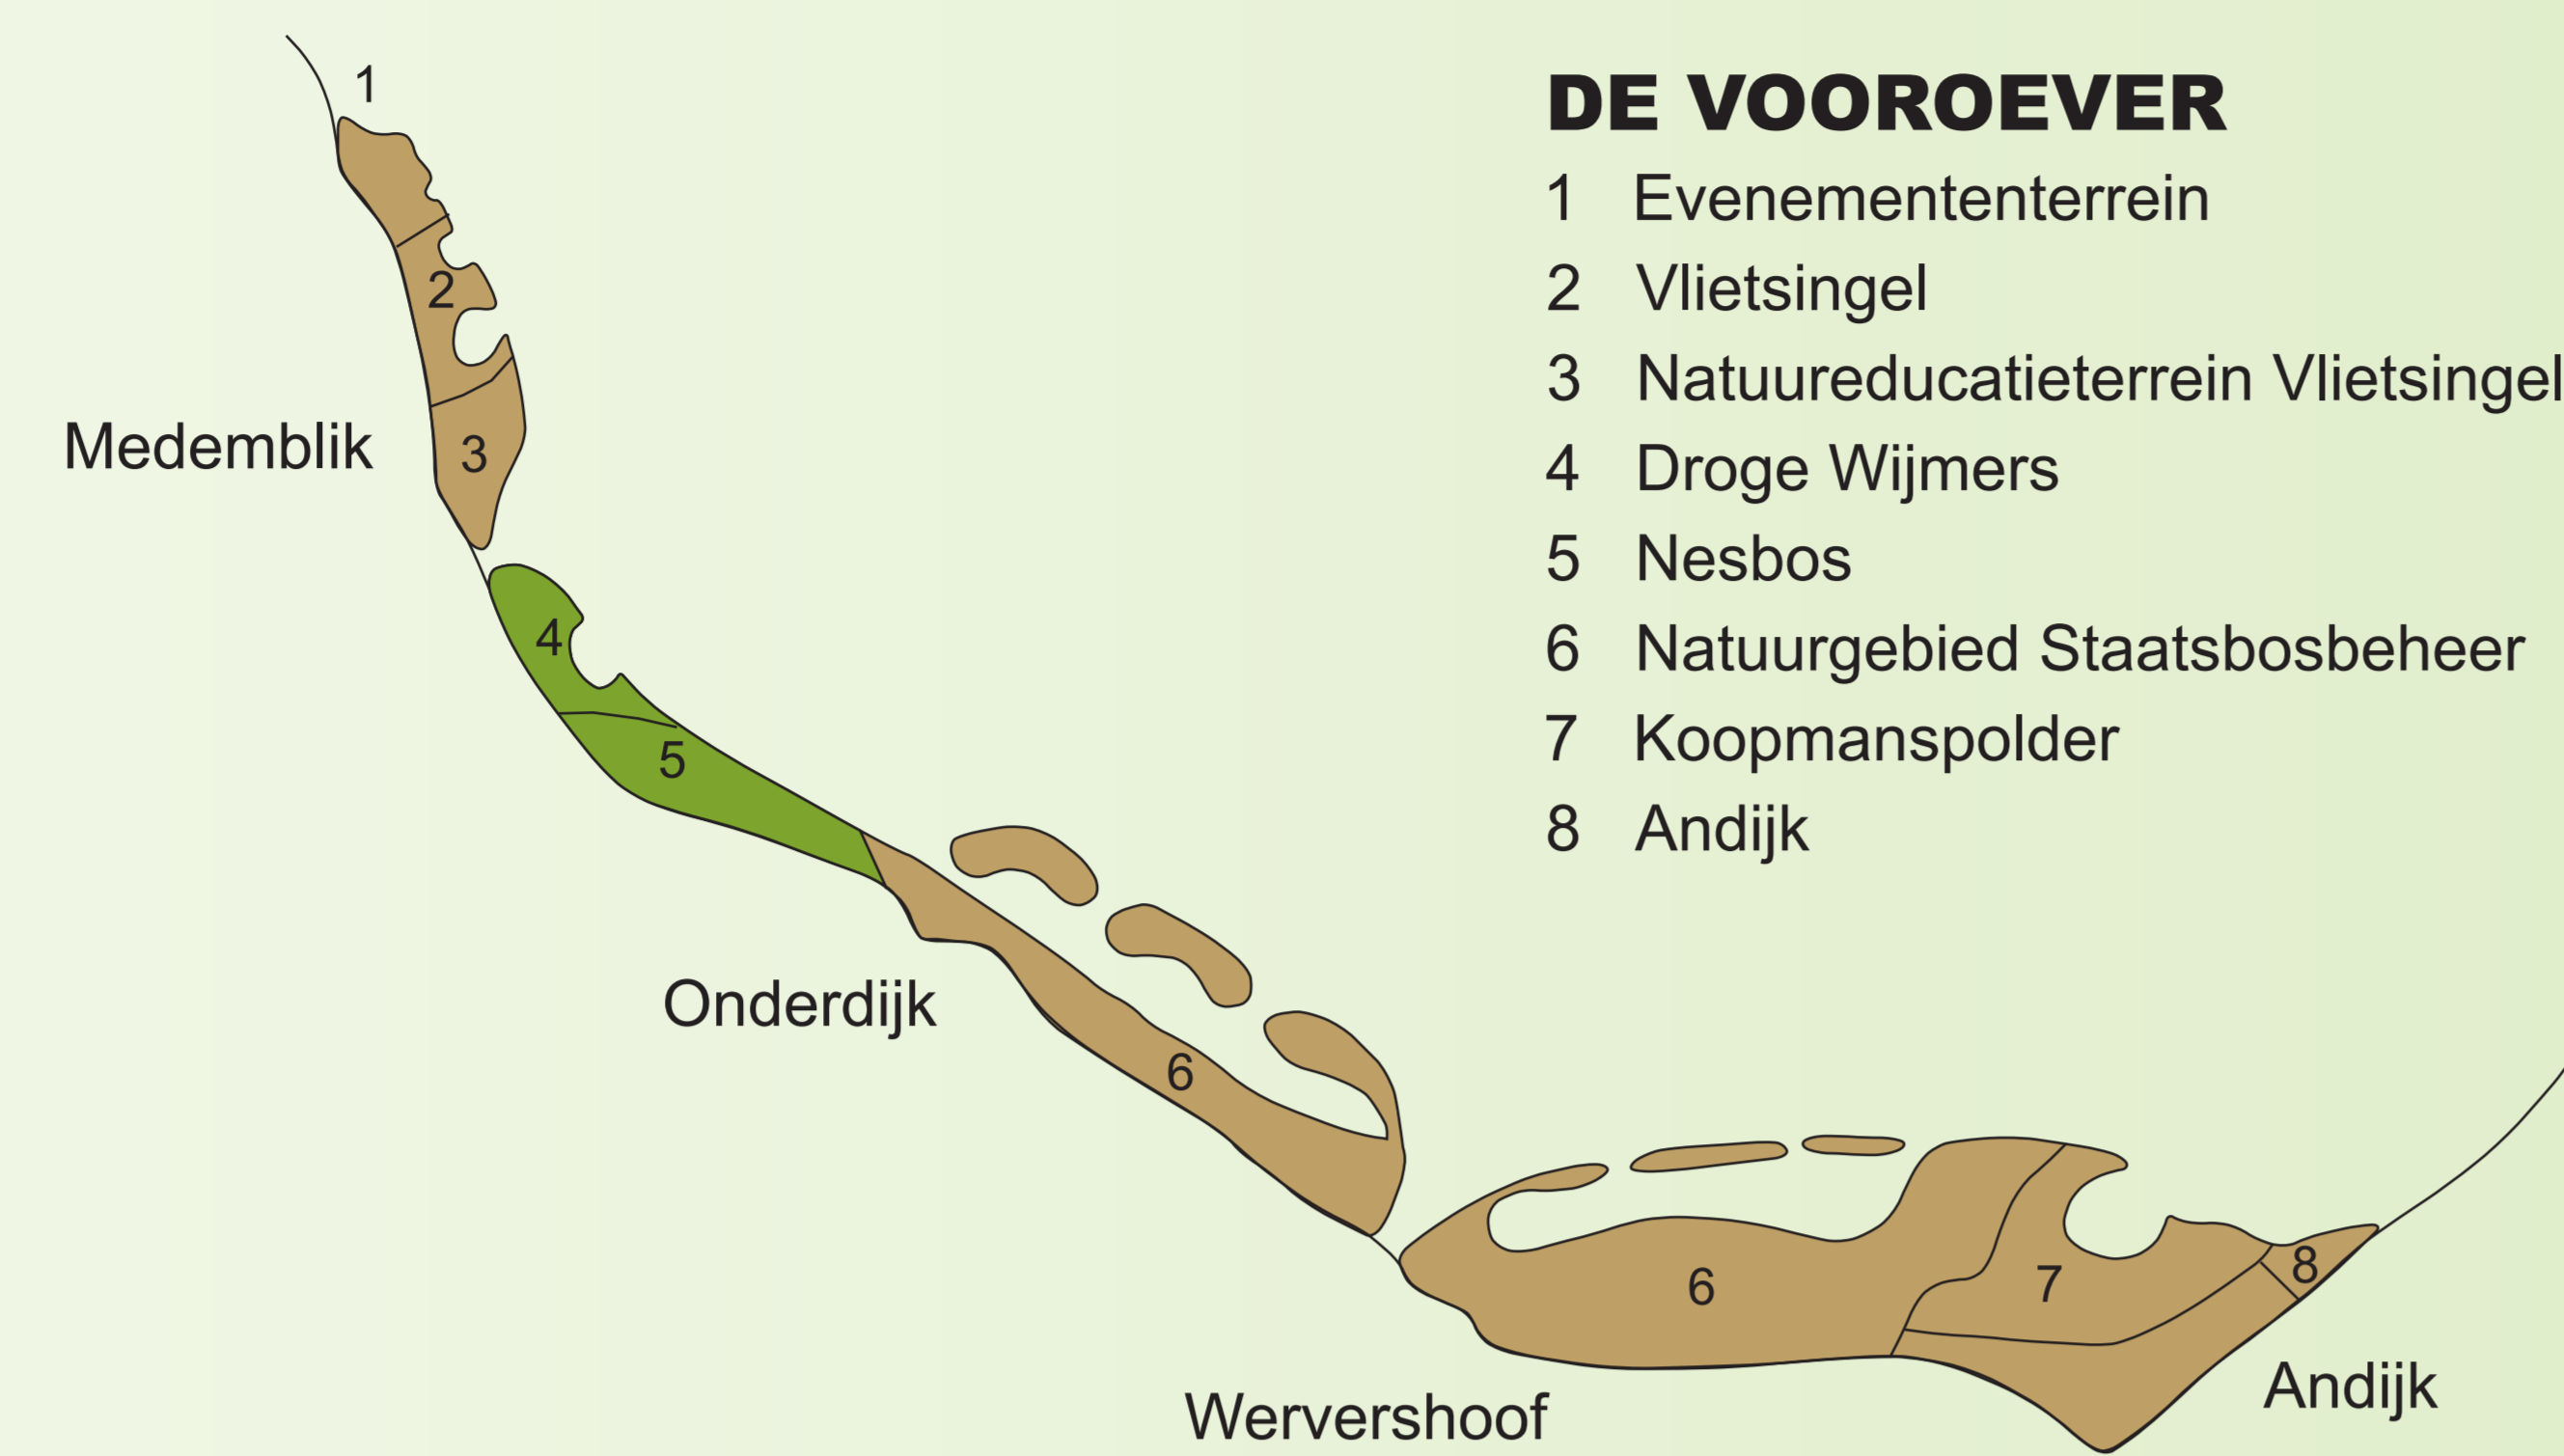 DE VOOROEVER
1 Evenemententerrein
2 Vlietsingel
3 Natuureducatieterrein Vlietsingel
4 Droge Wijmers
5 Nesbos
6 Natuurgebied Staatsbosbeheer
7 Koopmanspolder
8 Andijk
1
2
3
Medemblik
4
5
Onderdijk
6
6
7
8
Wervershoof
Andijk